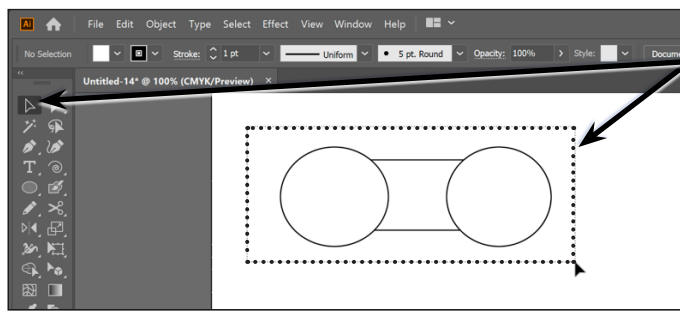 Ai File Edit Object Type Select Effect View Window Help
No Selection Stroke: 1 pt Uniform 5 pt. Round Opacity: 100% Style: Docume
Untitled-14* @ 100% (CMYK/Preview) ×